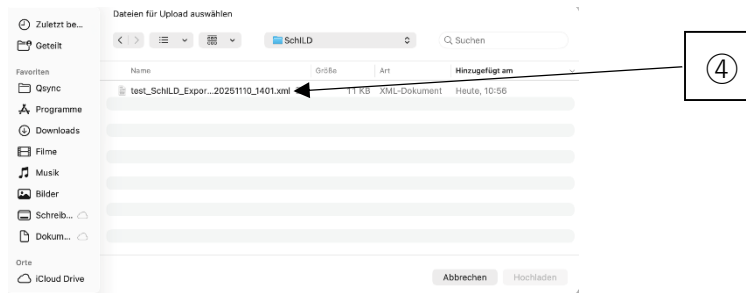 Dateien für Upload auswählen
Zuletzt be...
Geteilt
SchILD
Suchen
Favoriten
Name Größe Art Hinzugefügt am
Qsync
test_SchILD_Expor...20251110_1401.xml 11 KB XML-Dokument Heute, 10:56
④
Programme
Downloads
Filme
Musik
Bilder
Schreib...
Dokum...
Orte
iCloud Drive
Abbrechen Hochladen